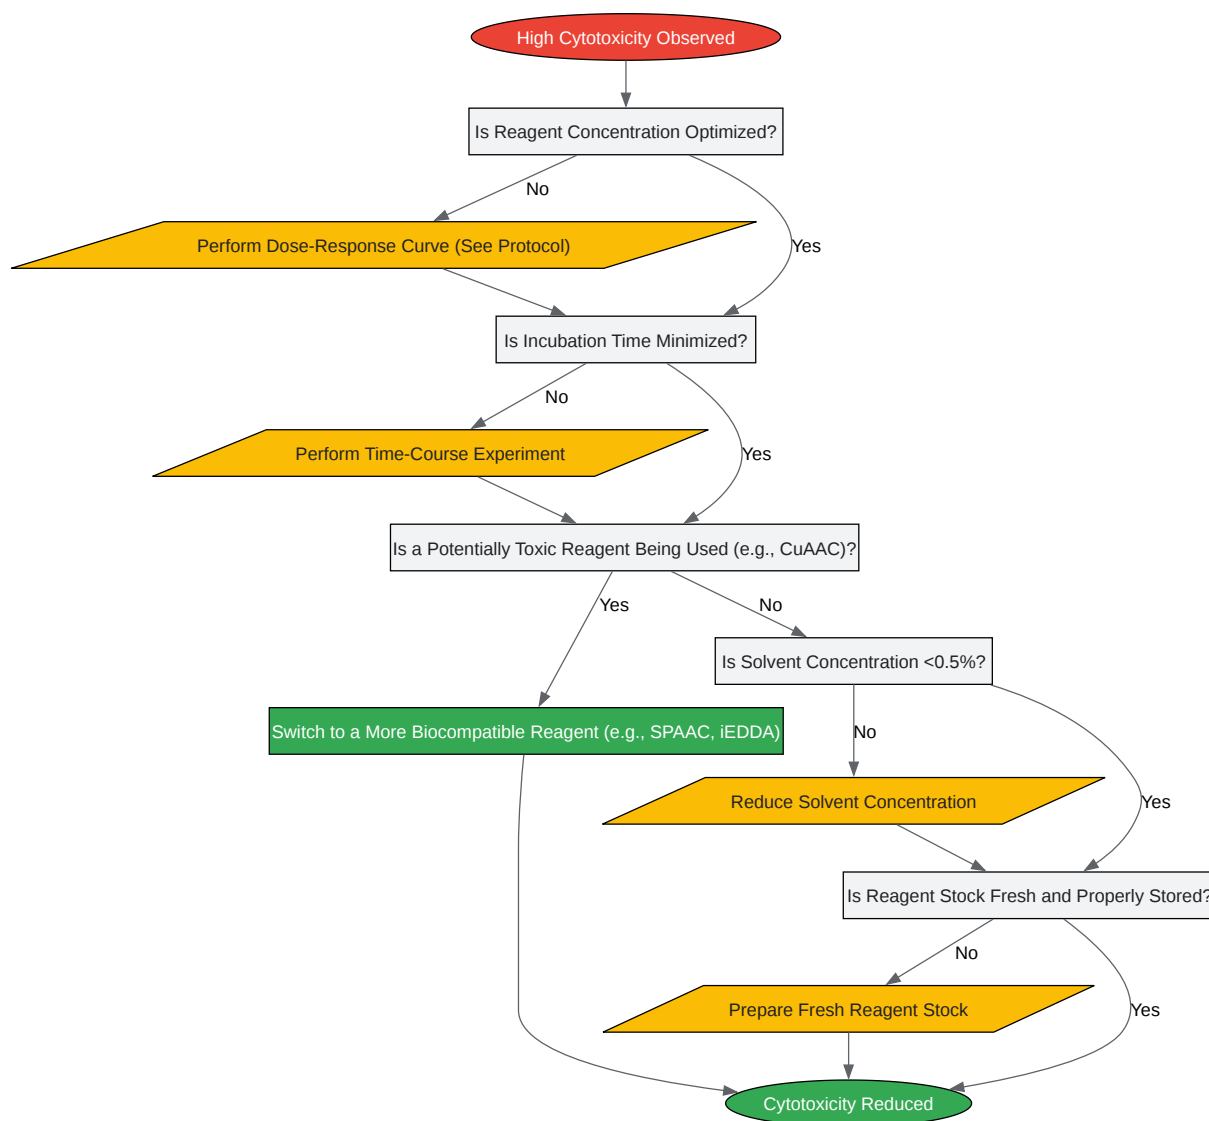 High Cytotoxicity Observed
Is Reagent Concentration Optimized?
No
Perform Dose-Response Curve (See Protocol)
Yes
Is Incubation Time Minimized?
No
Perform Time-Course Experiment
Yes
Is a Potentially Toxic Reagent Being Used (e.g., CuAAC)?
Yes
No
Is Solvent Concentration <0.5%?
Switch to a More Biocompatible Reagent (e.g., SPAAC, iEDDA)
No
Reduce Solvent Concentration
Yes
Is Reagent Stock Fresh and Properly Stored?
No
Prepare Fresh Reagent Stock
Yes
Cytotoxicity Reduced